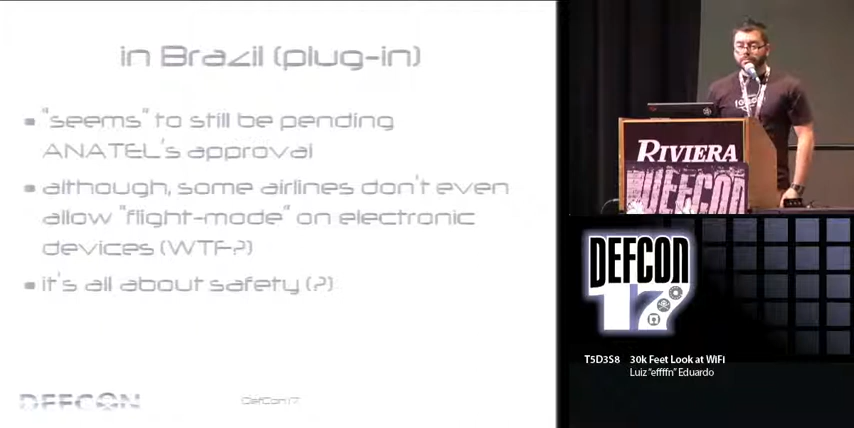 in Brazil (plug-in)
"seems" to still be pending
ANATEL's approval
although, some airlines don't even
allow "flight-mode" on electronic
devices (WTF?)
it's all about safety (?)
DEFCON
DefCon 17
RIVIERA
DEFCON
DEFCON
17
T5D3S8 30k Feet Look at WiFi
Luiz "effffn" Eduardo